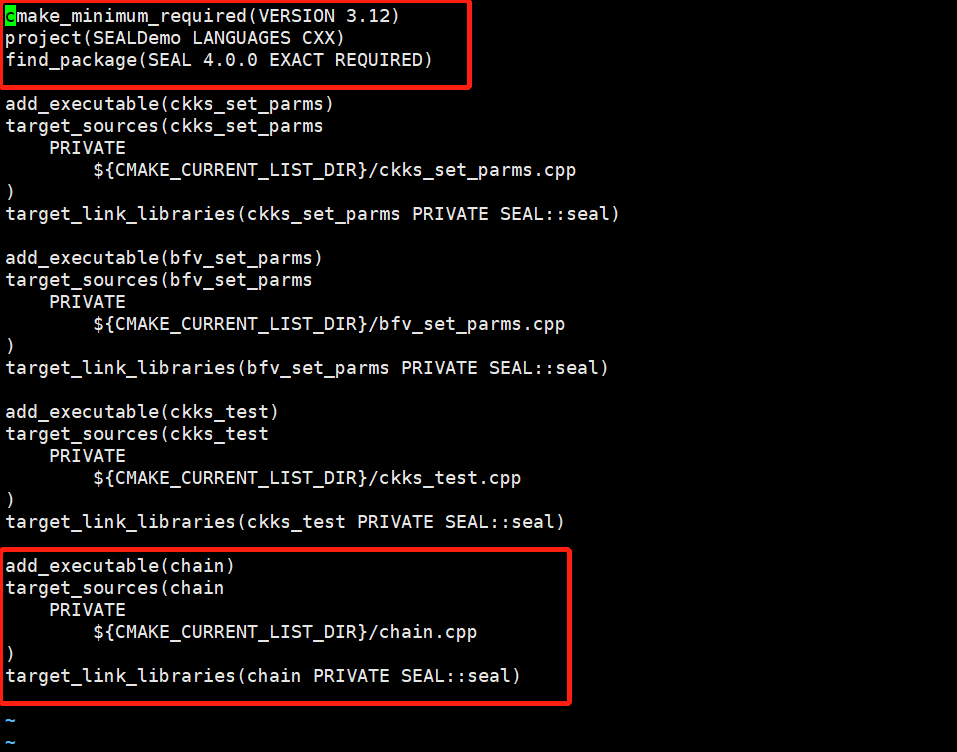 cmake_minimum_required(VERSION 3.12)
project(SEALDemo LANGUAGES CXX)
find_package(SEAL 4.0.0 EXACT REQUIRED)

add_executable(ckks_set_parms)
target_sources(ckks_set_parms
    PRIVATE
        ${CMAKE_CURRENT_LIST_DIR}/ckks_set_parms.cpp
)
target_link_libraries(ckks_set_parms PRIVATE SEAL::seal)

add_executable(bfv_set_parms)
target_sources(bfv_set_parms
    PRIVATE
        ${CMAKE_CURRENT_LIST_DIR}/bfv_set_parms.cpp
)
target_link_libraries(bfv_set_parms PRIVATE SEAL::seal)

add_executable(ckks_test)
target_sources(ckks_test
    PRIVATE
        ${CMAKE_CURRENT_LIST_DIR}/ckks_test.cpp
)
target_link_libraries(ckks_test PRIVATE SEAL::seal)

add_executable(chain)
target_sources(chain
    PRIVATE
        ${CMAKE_CURRENT_LIST_DIR}/chain.cpp
)
target_link_libraries(chain PRIVATE SEAL::seal)

~
~